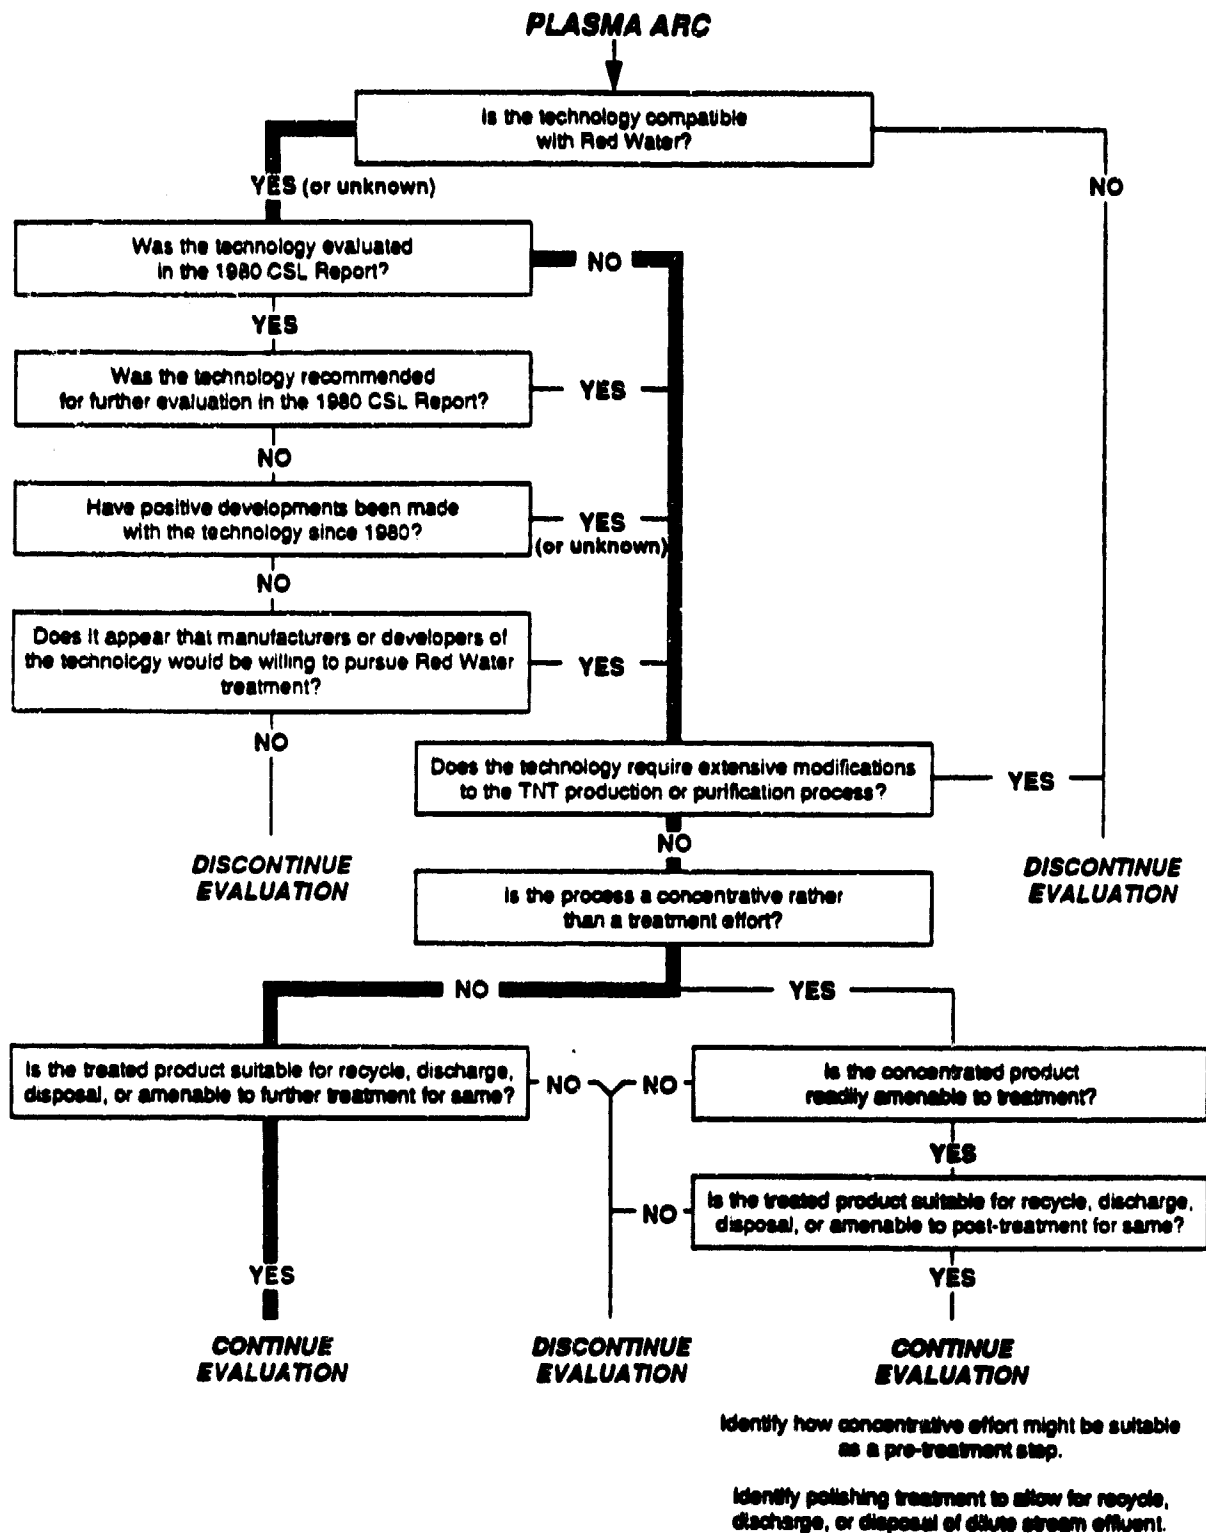 PLASMA ARC
Is the technology compatible
with Red Water?
YES (or unknown)
NO
Was the technology evaluated
in the 1980 CSL Report?
NO
YES
Was the technology recommended
for further evaluation in the 1980 CSL Report?
YES
NO
Have positive developments been made
with the technology since 1980?
YES
(or unknown)
NO
Does it appear that manufacturers or developers of
the technology would be willing to pursue Red Water
treatment?
YES
NO
Does the technology require extensive modifications
to the TNT production or purification process?
YES
NO
DISCONTINUE
EVALUATION
DISCONTINUE
EVALUATION
Is the process a concentrative rather
than a treatment effort?
NO
YES
Is the treated product suitable for recycle, discharge,
disposal, or amenable to further treatment for same?
NO
NO
Is the concentrated product
readily amenable to treatment?
YES
Is the treated product suitable for recycle, discharge,
disposal, or amenable to post-treatment for same?
NO
YES
YES
CONTINUE
EVALUATION
DISCONTINUE
EVALUATION
CONTINUE
EVALUATION
Identify how concentrative effort might be suitable
as a pre-treatment step.
Identify polishing treatment to allow for recycle,
discharge, or disposal of dilute stream effluent.